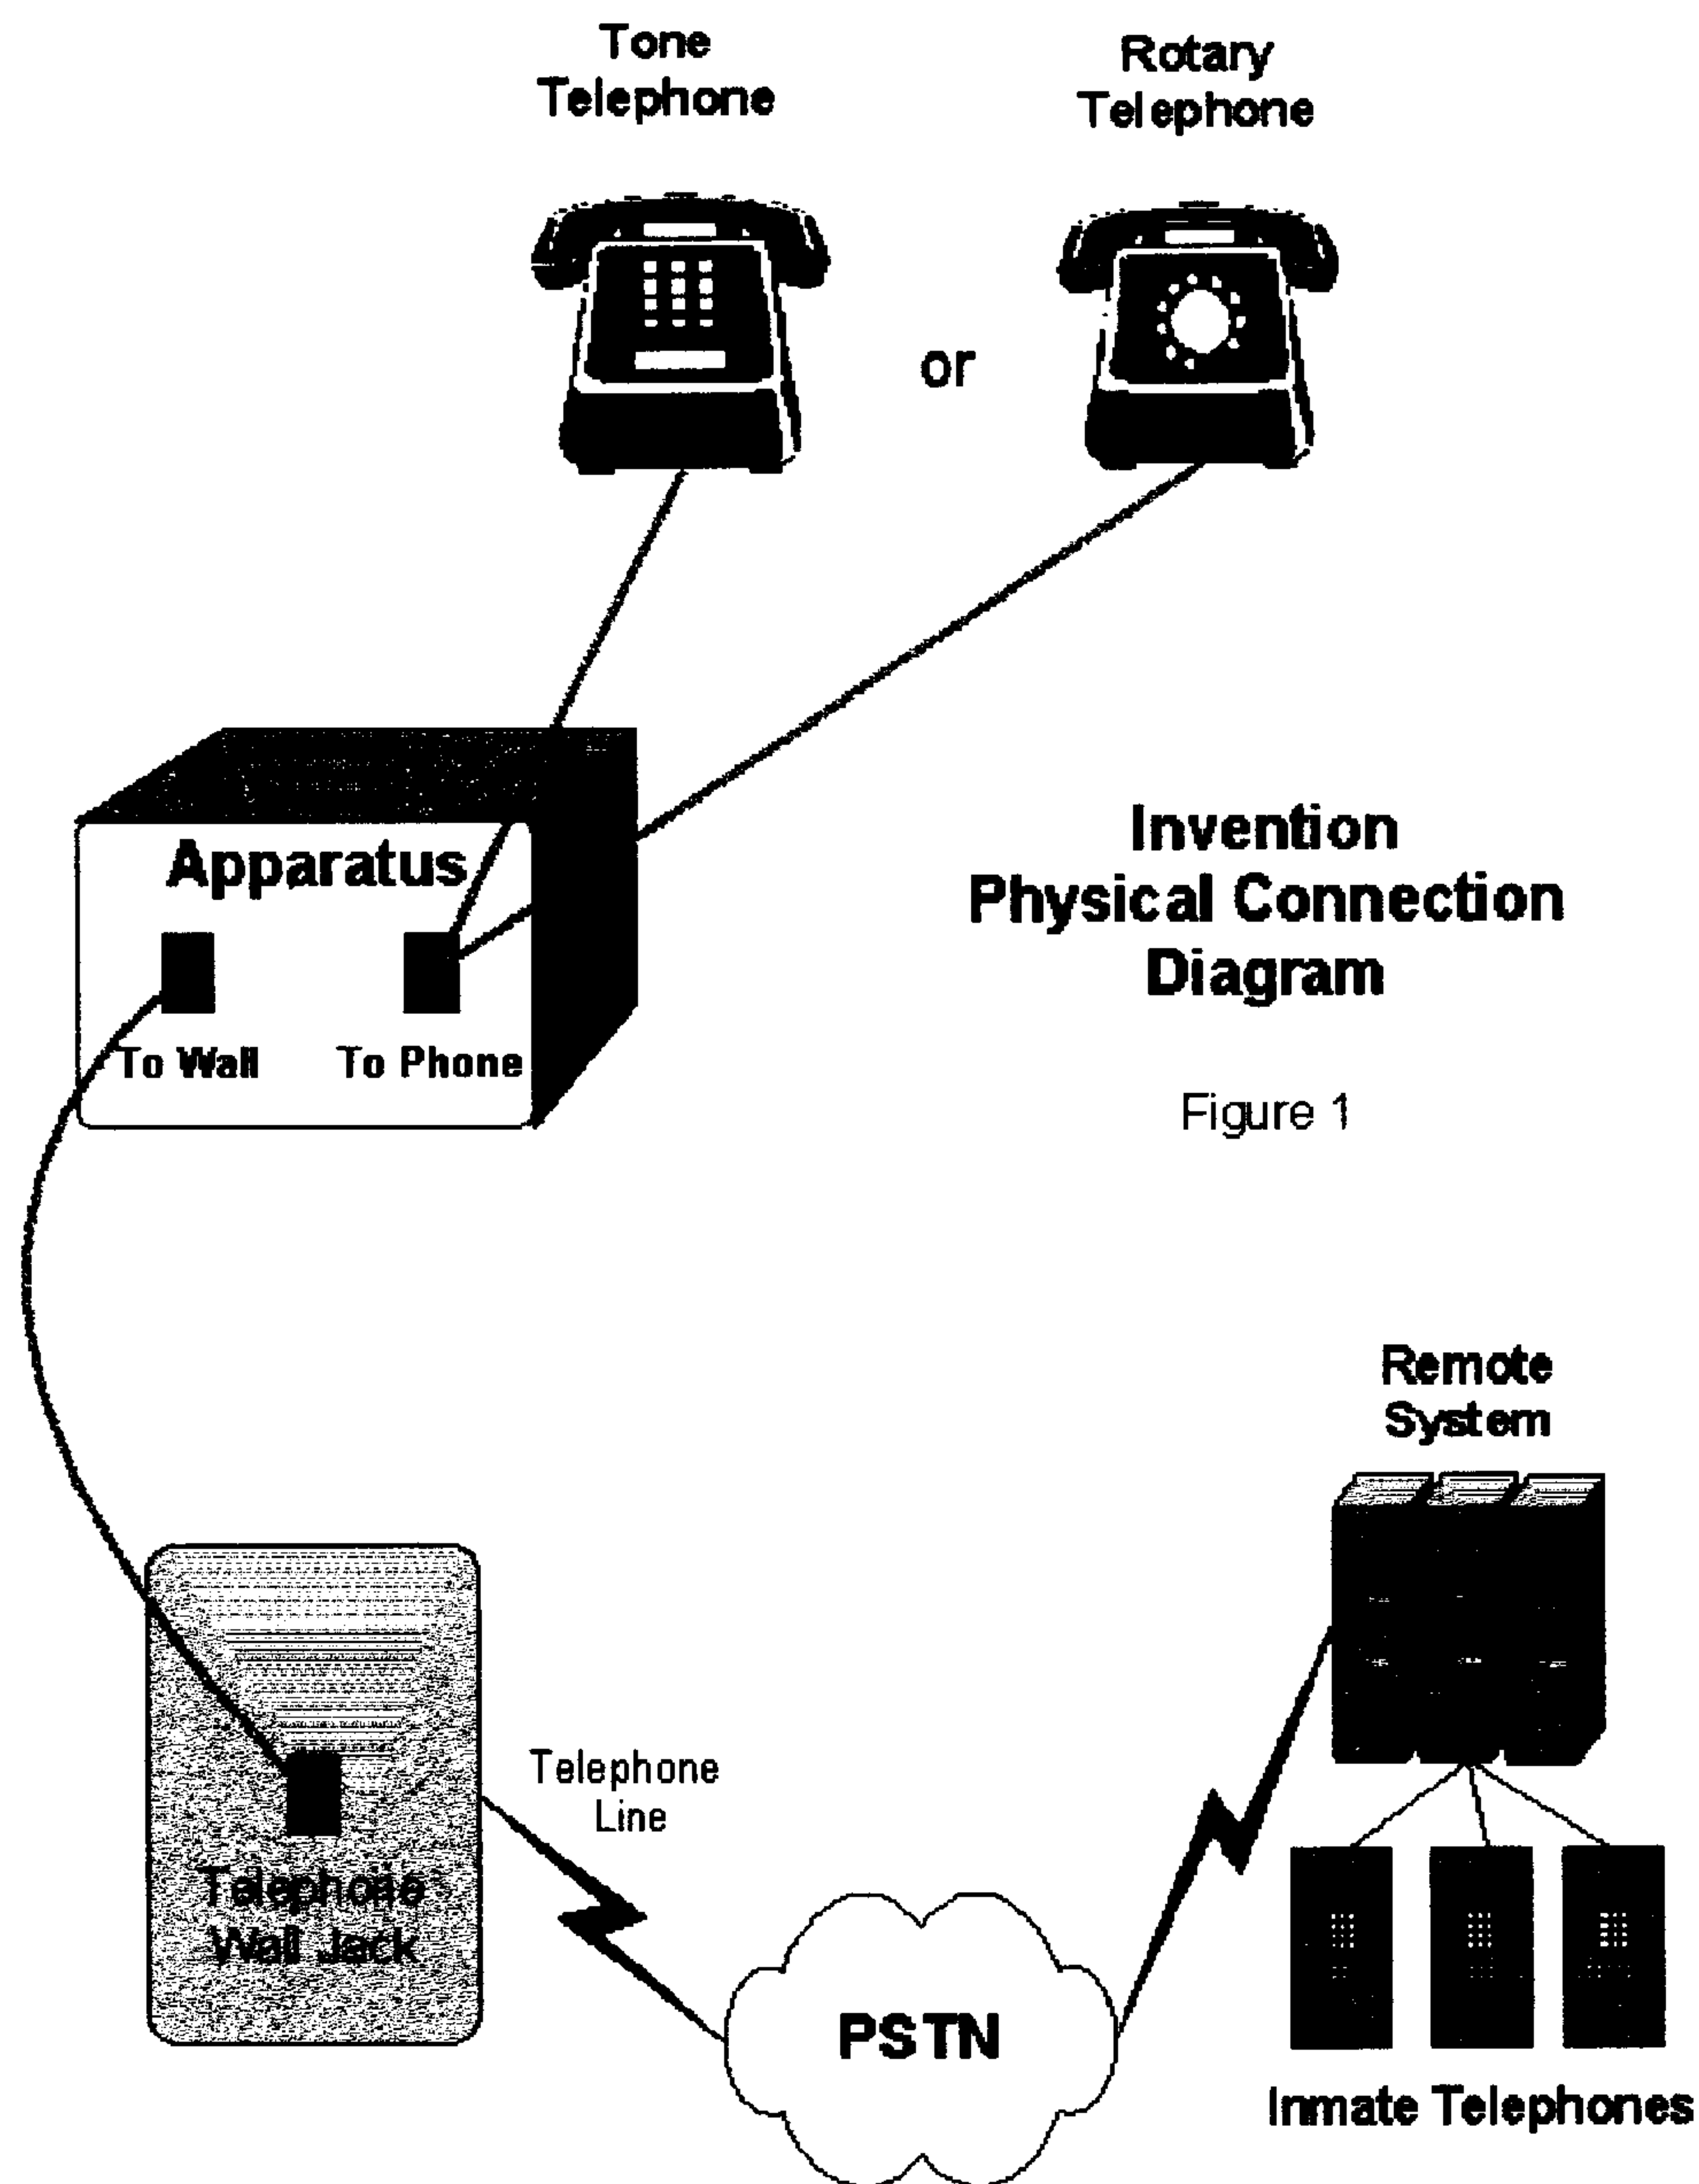 Tone
Telephone
Rotary
Telephone
or
Apparatus
To Wall
To Phone
Invention
Physical Connection
Diagram
Figure 1
Remote
System
Telephone
Line
Telephone
Wall Jack
PSTN
Inmate Telephones